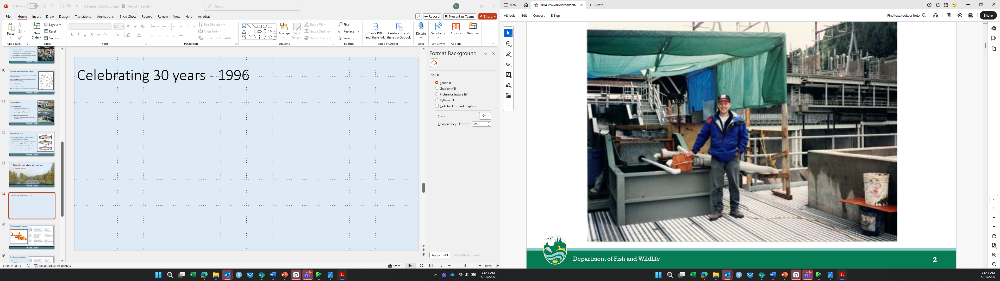 AutoSave On 0 Bauman 2026 Intro.pptx Internal • Saved Search BJ
File Home Insert Draw Design Transitions Animations Slide Show Record Review View Help Acrobat Record Present in Teams Share
Paste New Slide Layout Reset Section 12+ Text Direction Align Text Convert to SmartArt Arrange Quick Styles Shape Fill Shape Outline Shape Effects Find Replace Select Create PDF and Share link Create PDF and Share via Outlook Dictate Sensitivity Add-ins Designer
Clipboard Slides Font Paragraph Drawing Editing Adobe Acrobat Voice Sensitivity Add-ins
10
Four-step approach for Fall Chinook:
11
Satellite Rearing:
12
M&E Priorities 2026:
13
Reflections of where we have been:
14
Celebrating 30 years - 1996
15
2026 Agenda Review:
16
Conference Logistics:
Celebrating 30 years - 1996
Format Background
Fill
Solid fill
Gradient fill
Picture or texture fill
Pattern fill
Hide background graphics
Color
Transparency 0%
Apply to All Reset Background
Slide 14 of 19 Accessibility: Investigate Notes 104%
9+
11:47 AM
4/21/2026
Menu 2014 PowerPoint templa... Create
All tools Edit Convert E-Sign Find text, tools, or help Share
2
31
Department of Fish and Wildlife 2
9+
11:47 AM
4/21/2026